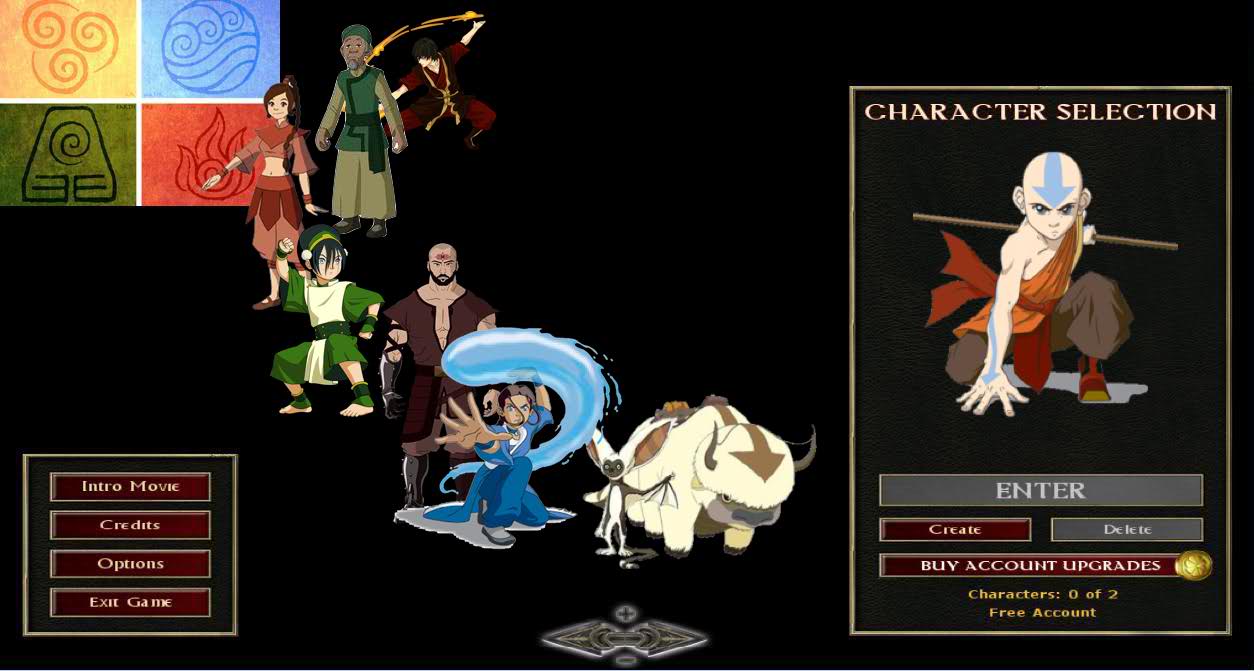 CHARACTER SELECTION
Intro Movie
Credits
Options
Exit Game
ENTER
Create
Delete
BUY ACCOUNT UPGRADES
Characters: 0 of 2
Free Account